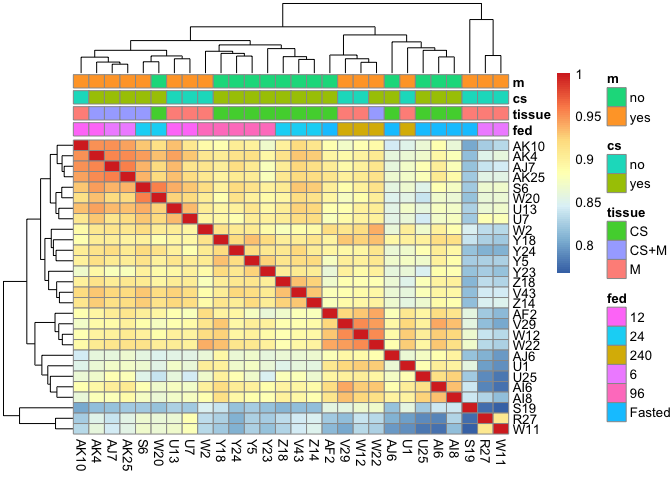 m
cs
tissue
fed
AK10
AK4
AJ7
AK25
S6
W20
U13
U7
W2
Y18
Y24
Y5
Y23
Z18
V43
Z14
AF2
V29
W12
W22
AJ6
U1
U25
AI6
AI8
S19
R27
W11
AK10 AK4 AJ7 AK25 S6 W20 U13 U7 W2 Y18 Y24 Y5 Y23 Z18 V43 Z14 AF2 V29 W12 W22 AJ6 U1 U25 AI6 AI8 S19 R27 W11
1
0.95
0.9
0.85
0.8
m
no
yes
cs
no
yes
tissue
CS
CS+M
M
fed
12
24
240
6
96
Fasted